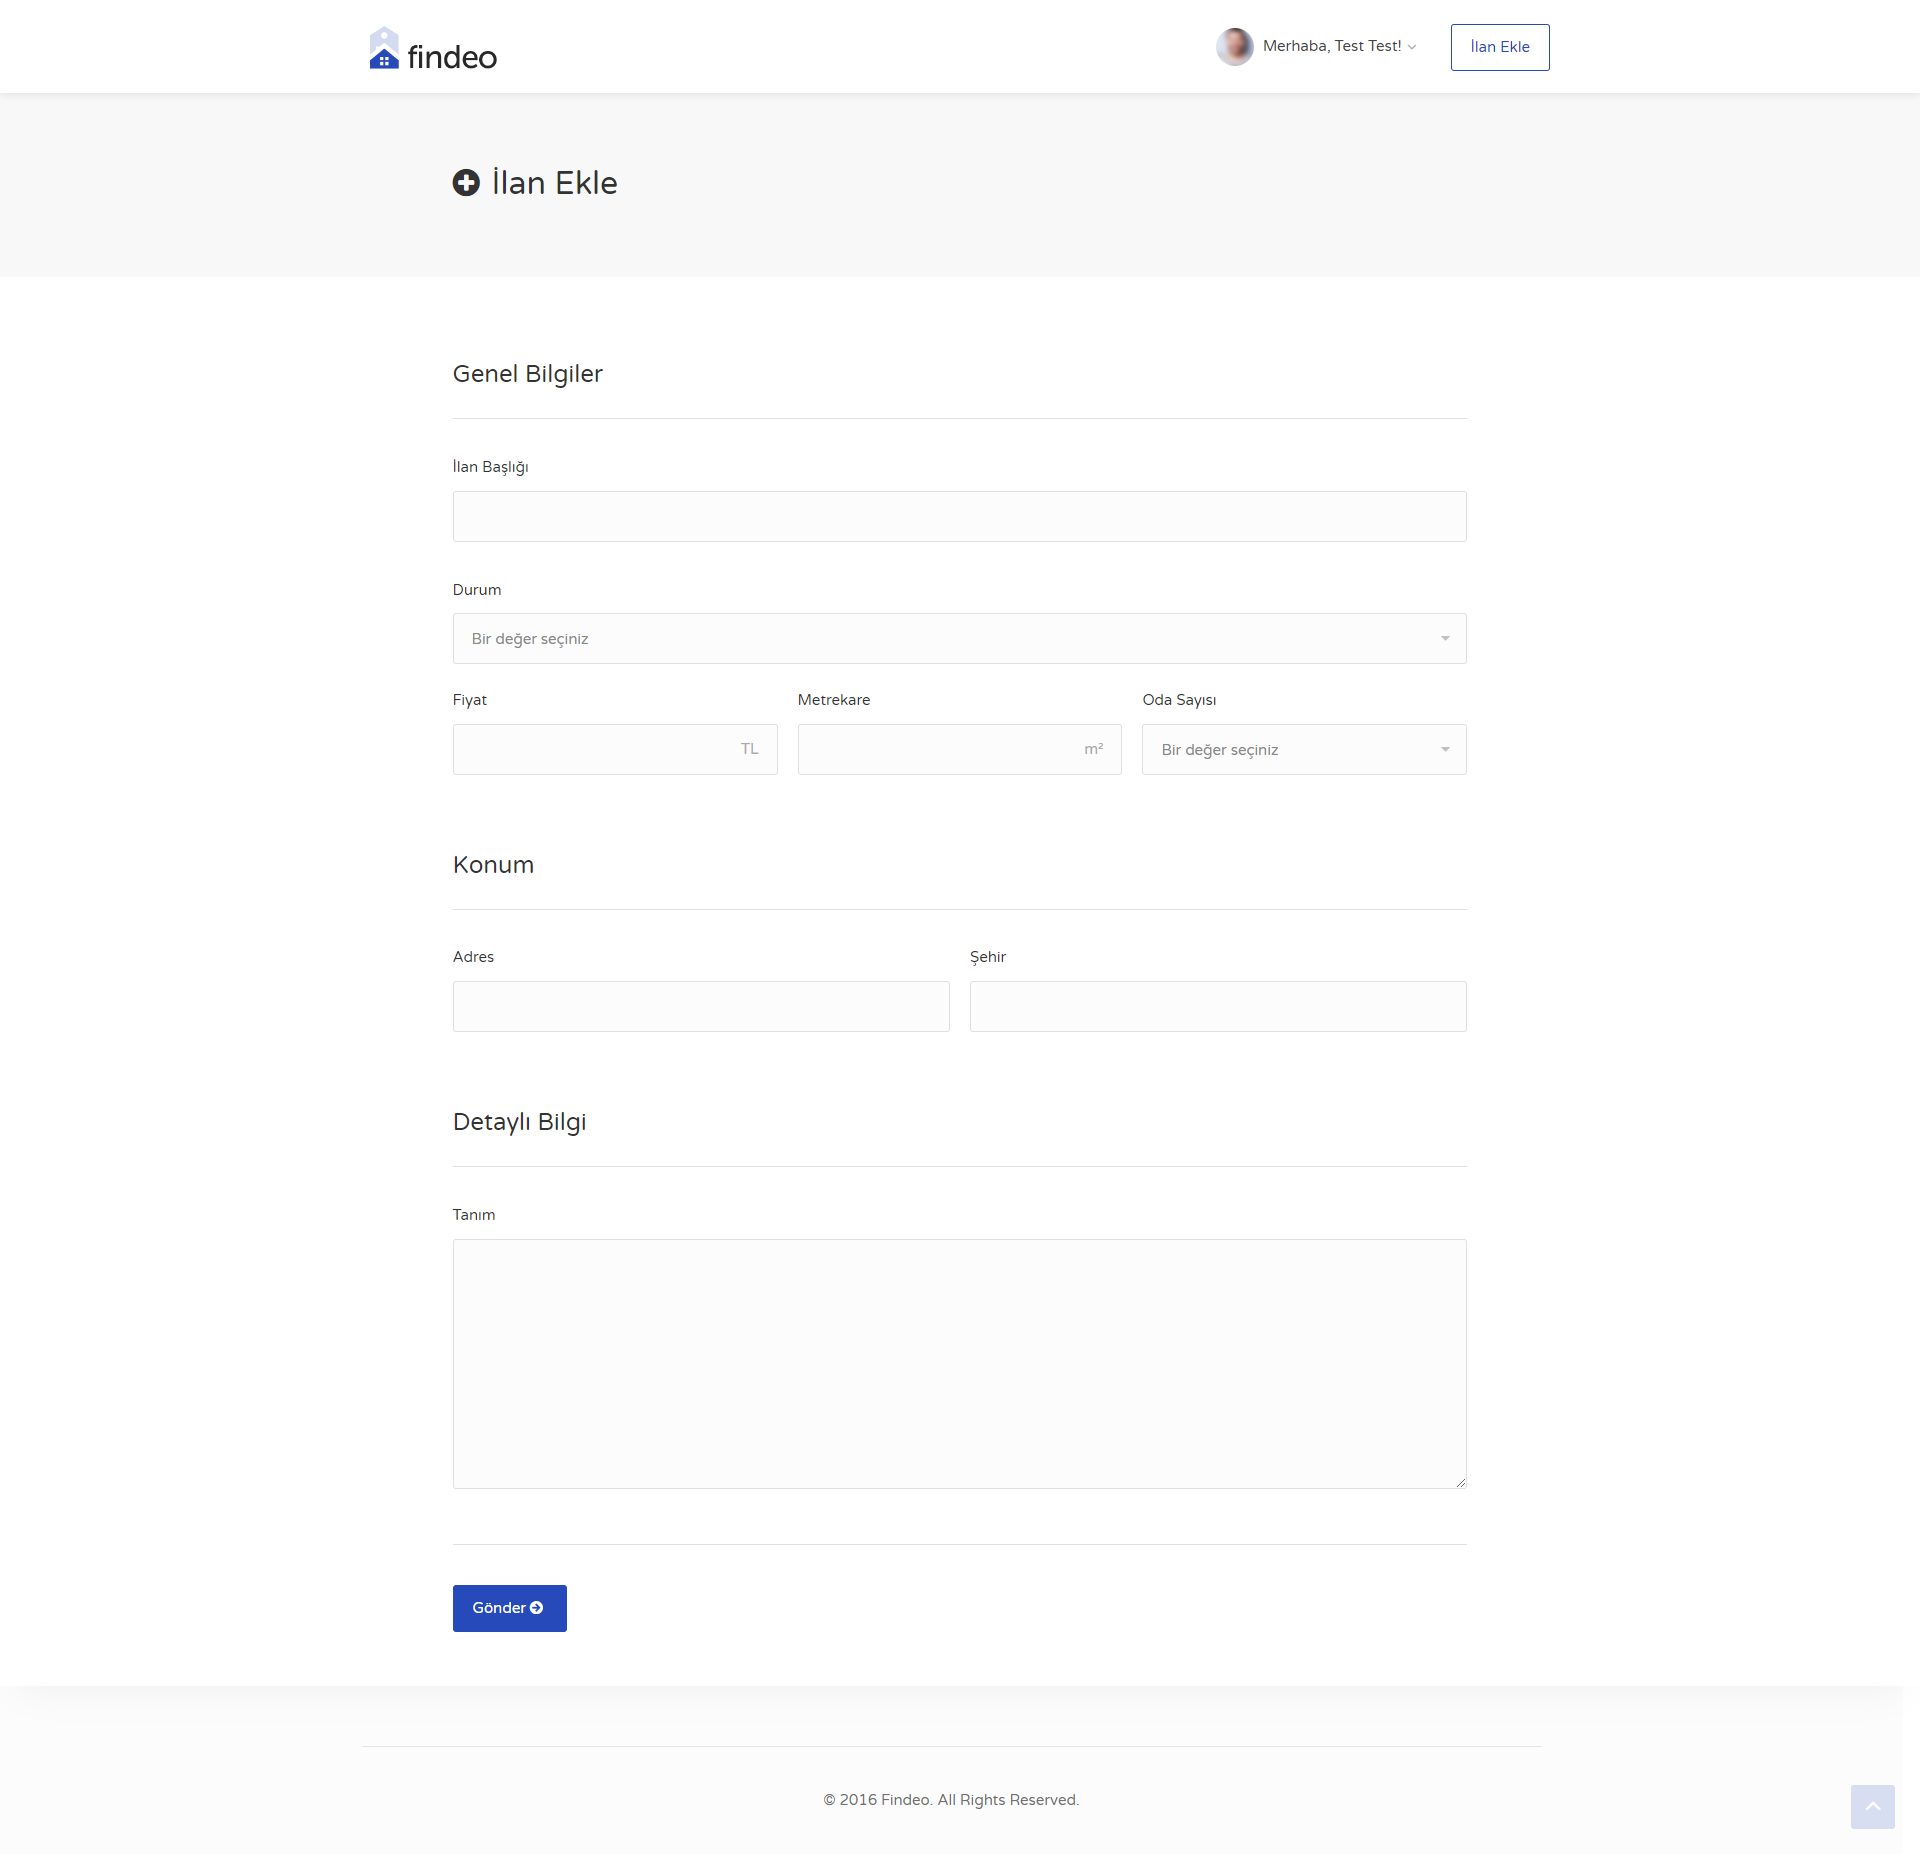 findeo
Merhaba, Test Test!
İlan Ekle
İlan Ekle
Genel Bilgiler
İlan Başlığı
Durum
Bir değer seçiniz
Fiyat Metrekare Oda Sayısı
TL m² Bir değer seçiniz
Konum
Adres Şehir
Detaylı Bilgi
Tanım
Gönder
© 2016 Findeo. All Rights Reserved.